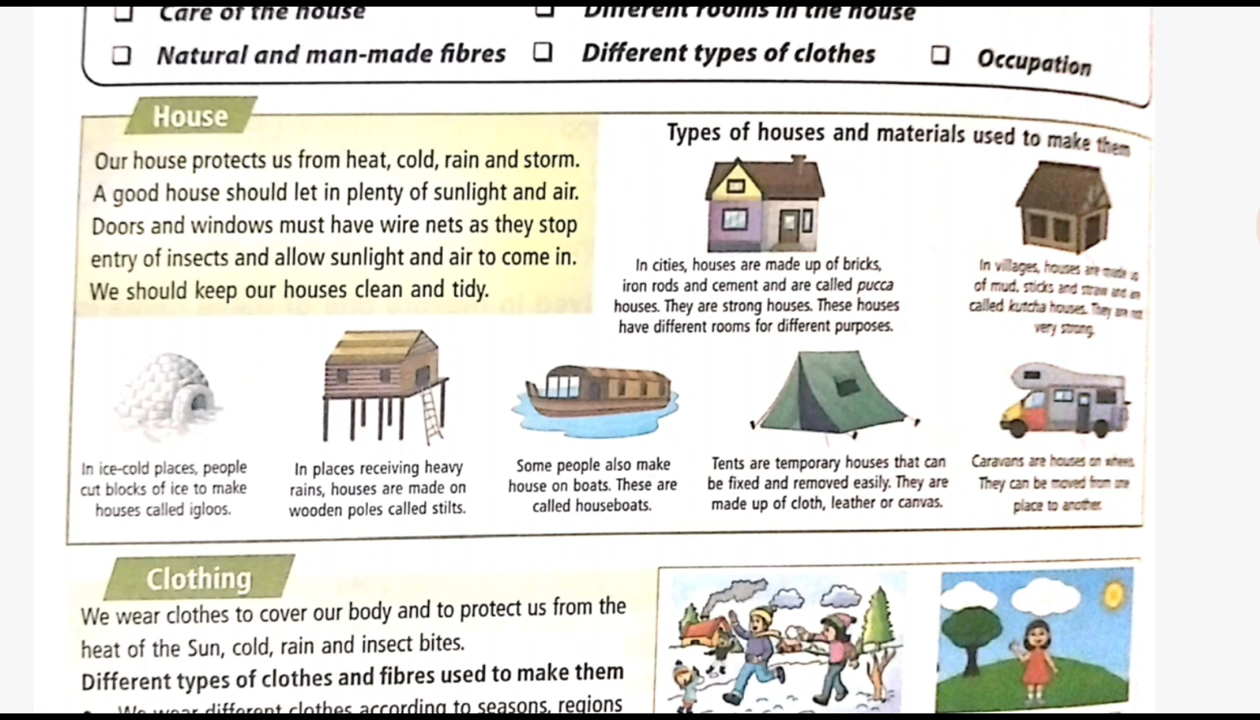 Care of the house
Different rooms in the house
Natural and man-made fibres
Different types of clothes
Occupation
House
Our house protects us from heat, cold, rain and storm.
A good house should let in plenty of sunlight and air.
Doors and windows must have wire nets as they stop
entry of insects and allow sunlight and air to come in.
We should keep our houses clean and tidy.
Types of houses and materials used to make them
In cities, houses are made up of bricks,
iron rods and cement and are called pucca
houses. They are strong houses. These houses
have different rooms for different purposes.
In villages, houses are made up
of mud, sticks and straw and are
called kutcha houses. They are not
very strong.
In ice-cold places, people
cut blocks of ice to make
houses called igloos.
In places receiving heavy
rains, houses are made on
wooden poles called stilts.
Some people also make
house on boats. These are
called houseboats.
Tents are temporary houses that can
be fixed and removed easily. They are
made up of cloth, leather or canvas.
Caravans are houses on wheels.
They can be moved from one
place to another.
Clothing
We wear clothes to cover our body and to protect us from the
heat of the Sun, cold, rain and insect bites.
Different types of clothes and fibres used to make them
We wear different clothes according to seasons, regions